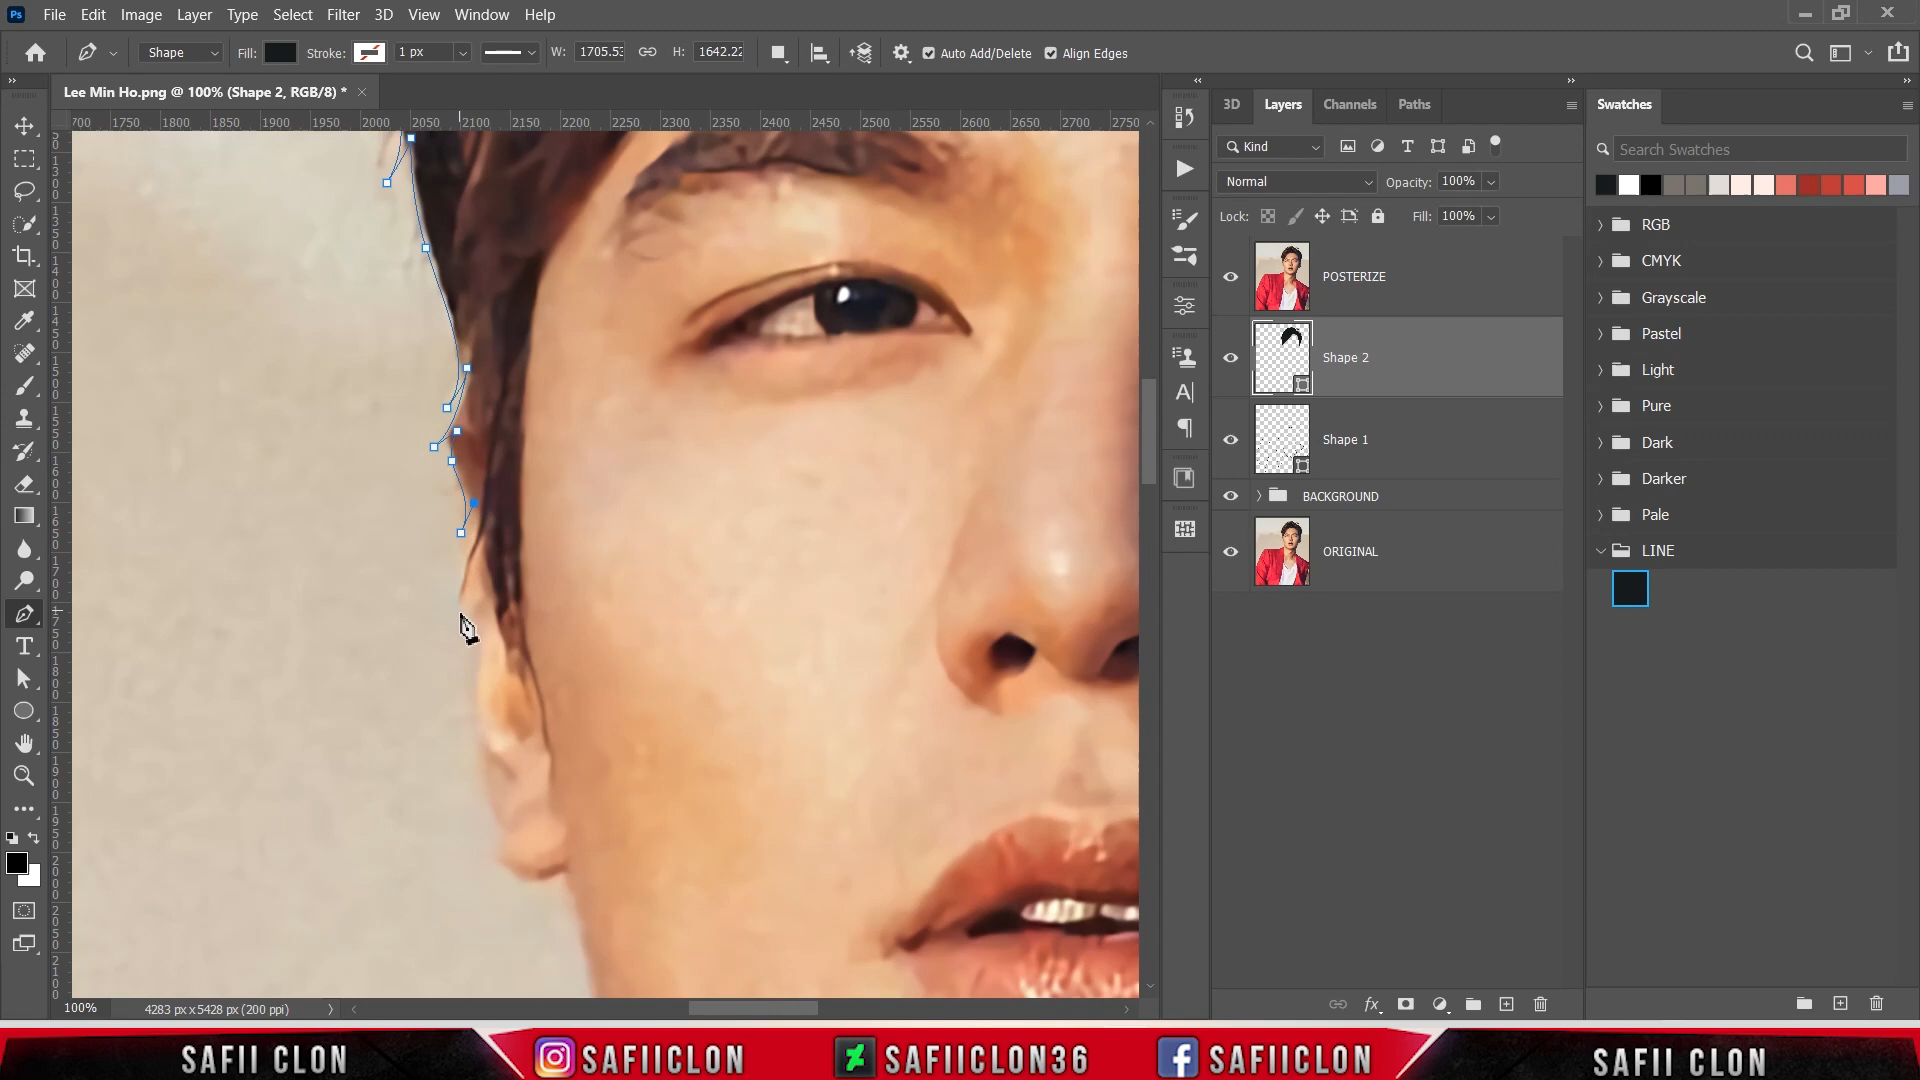 Ps File Edit Image Layer Type Select Filter 3D View Window Help
Shape Fill: Stroke: 1 px W: 1705.53 H: 1642.22 Auto Add/Delete Align Edges
Lee Min Ho.png @ 100% (Shape 2, RGB/8) *
700 1750 1800 1850 1900 1950 2000 2050 2100 2150 2200 2250 2300 2350 2400 2450 2500 2550 2600 2650 2700 2750
3D Layers Channels Paths
Kind
Normal Opacity: 100%
Lock: Fill: 100%
POSTERIZE
Shape 2
Shape 1
BACKGROUND
ORIGINAL
Swatches
Search Swatches
RGB
CMYK
Grayscale
Pastel
Light
Pure
Dark
Darker
Pale
LINE
100% 4283 px x 5428 px (200 ppi)
SAFII CLON SAFIICLON SAFIICLON36 SAFIICLON SAFII CLON